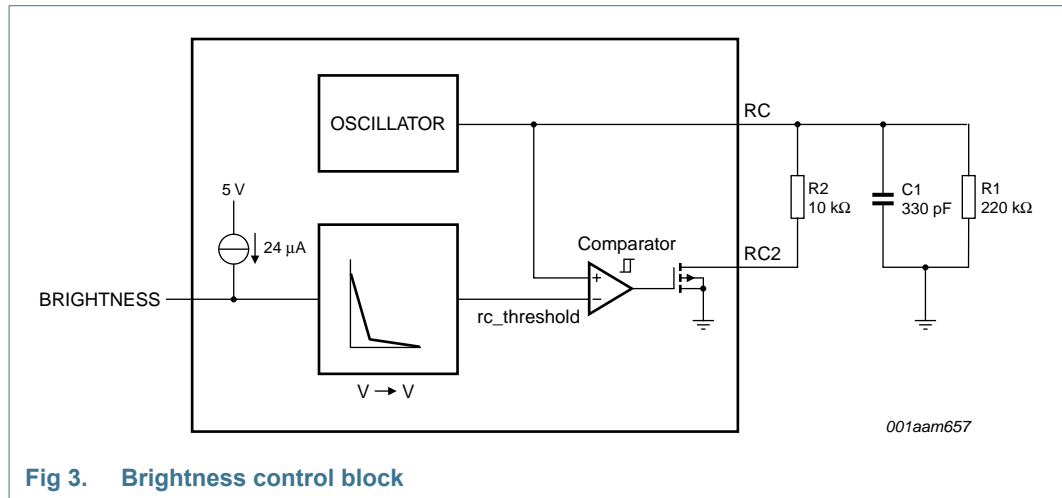 OSCILLATOR
RC
5 V
24 μA
R2
10 kΩ
C1
330 pF
R1
220 kΩ
Comparator
RC2
BRIGHTNESS
+
−
rc_threshold
V → V
001aam657
Fig 3. Brightness control block